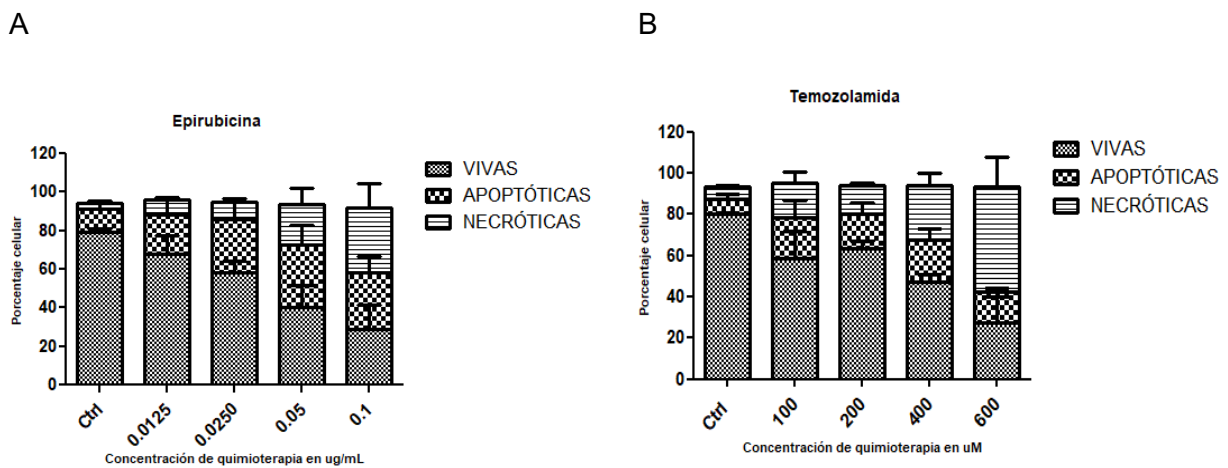 A
Epirubicina
120
100
80
60
40
20
0
Porcentaje celular
Ctrl
0.0125
0.0250
0.05
0.1
Concentración de quimioterapia en ug/mL
VIVAS
APOPTÓTICAS
NECRÓTICAS
B
Temozolamida
120
100
80
60
40
20
0
Porcentaje celular
Ctrl
100
200
400
600
Concentración de quimioterapia en uM
VIVAS
APOPTÓTICAS
NECRÓTICAS